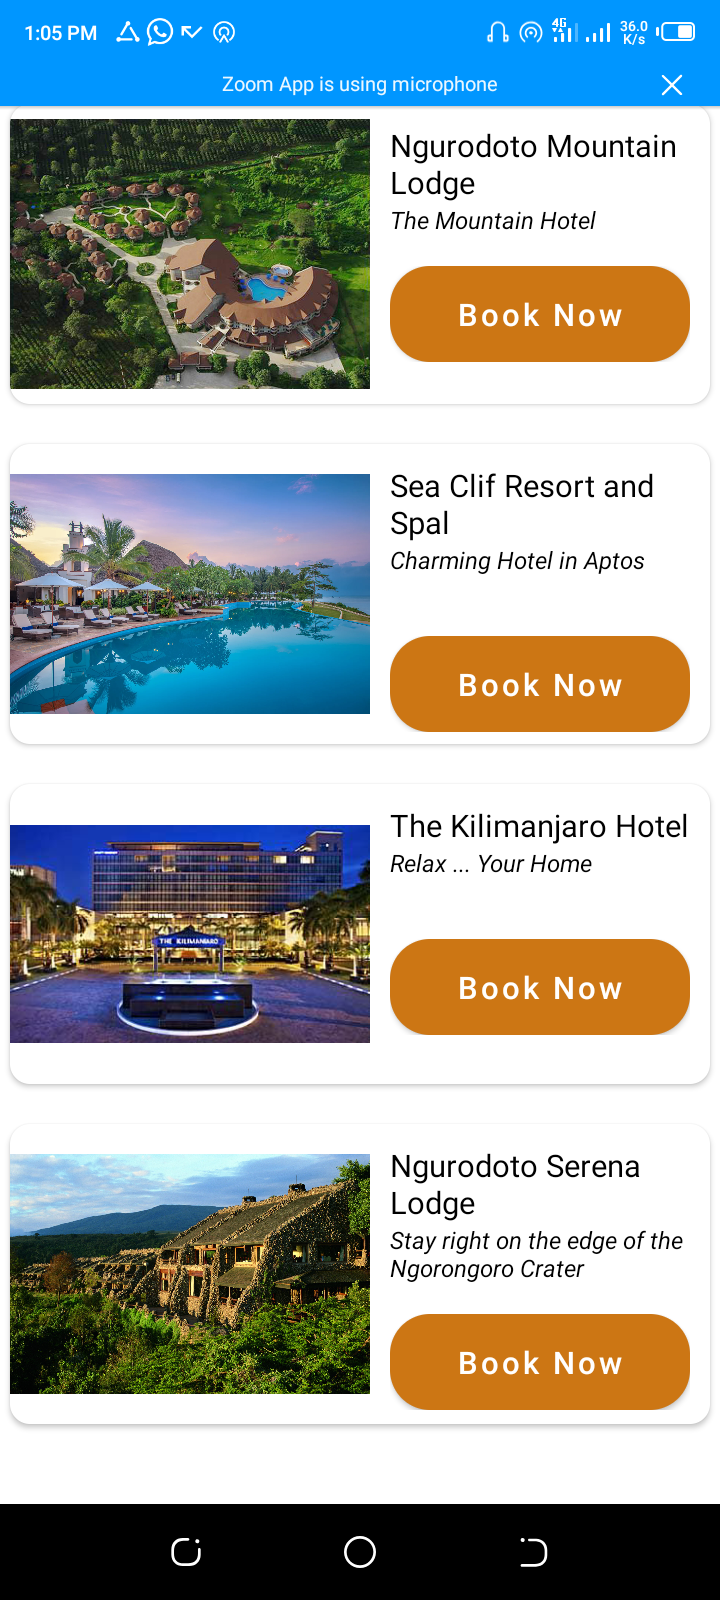 1:05 PM
4G
36.0
K/s
Zoom App is using microphone
Ngurodoto Mountain
Lodge
The Mountain Hotel
Book Now
Sea Clif Resort and
Spal
Charming Hotel in Aptos
Book Now
THE KILIMANJARO
The Kilimanjaro Hotel
Relax ... Your Home
Book Now
Ngurodoto Serena
Lodge
Stay right on the edge of the
Ngorongoro Crater
Book Now